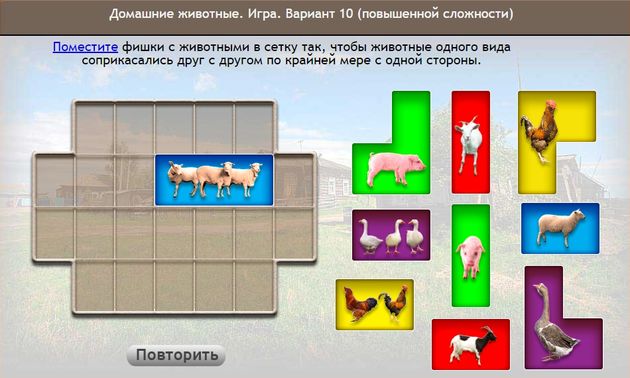 Домашние животные. Игра. Вариант 10 (повышенной сложности)
Поместите фишки с животными в сетку так, чтобы животные одного вида
соприкасались друг с другом по крайней мере с одной стороны.
Повторить